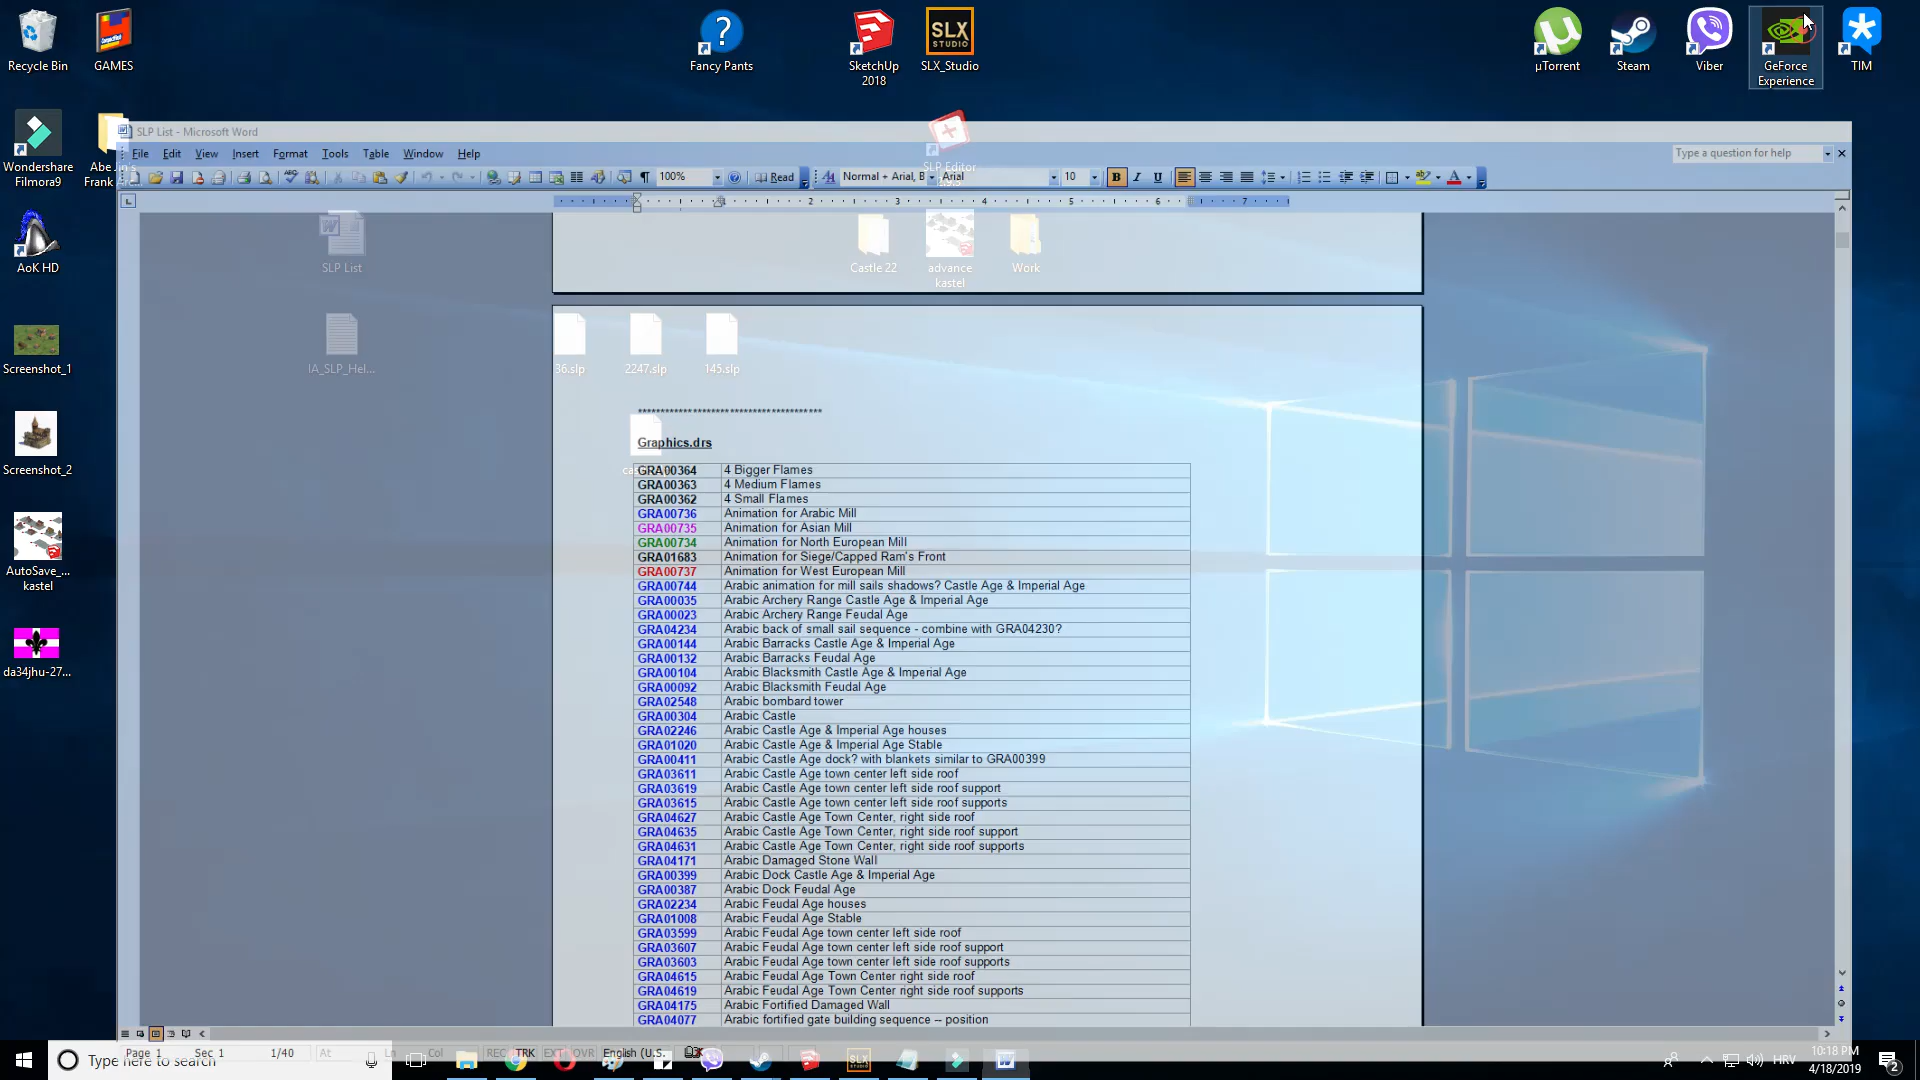 Recycle Bin
GAMES
Fancy Pants
SketchUp 2018
SLX STUDIO
SLX_Studio
µTorrent
Steam
Viber
GeForce Experience
TIM
Wondershare Filmora9
SLP List - Microsoft Word
File Edit View Insert Format Tools Table Window Help
Type a question for help
SLP Editor
100% Read Normal + Arial, B Arial 10 B I U
2 3 4 5 6 7
AoK HD
SLP List
Castle 22
advance kastel
Work
Screenshot_1
IA_SLP_Hel...
36.slp
2247.slp
145.slp
Screenshot_2
AutoSave_... kastel
da34jhu-27...
****************************************
Graphics.drs
GRA00364 4 Bigger Flames
GRA00363 4 Medium Flames
GRA00362 4 Small Flames
GRA00736 Animation for Arabic Mill
GRA00735 Animation for Asian Mill
GRA00734 Animation for North European Mill
GRA01683 Animation for Siege/Capped Ram's Front
GRA00737 Animation for West European Mill
GRA00744 Arabic animation for mill sails shadows? Castle Age & Imperial Age
GRA00035 Arabic Archery Range Castle Age & Imperial Age
GRA00023 Arabic Archery Range Feudal Age
GRA04234 Arabic back of small sail sequence - combine with GRA04230?
GRA00144 Arabic Barracks Castle Age & Imperial Age
GRA00132 Arabic Barracks Feudal Age
GRA00104 Arabic Blacksmith Castle Age & Imperial Age
GRA00092 Arabic Blacksmith Feudal Age
GRA02548 Arabic bombard tower
GRA00304 Arabic Castle
GRA02246 Arabic Castle Age & Imperial Age houses
GRA01020 Arabic Castle Age & Imperial Age Stable
GRA00411 Arabic Castle Age dock? with blankets similar to GRA00399
GRA03611 Arabic Castle Age town center left side roof
GRA03619 Arabic Castle Age town center left side roof support
GRA03615 Arabic Castle Age town center left side roof supports
GRA04627 Arabic Castle Age Town Center, right side roof
GRA04635 Arabic Castle Age Town Center, right side roof support
GRA04631 Arabic Castle Age Town Center, right side roof supports
GRA04171 Arabic Damaged Stone Wall
GRA00399 Arabic Dock Castle Age & Imperial Age
GRA00387 Arabic Dock Feudal Age
GRA02234 Arabic Feudal Age houses
GRA01008 Arabic Feudal Age Stable
GRA03599 Arabic Feudal Age town center left side roof
GRA03607 Arabic Feudal Age town center left side roof support
GRA03603 Arabic Feudal Age town center left side roof supports
GRA04615 Arabic Feudal Age Town Center right side roof
GRA04619 Arabic Feudal Age Town Center right side roof supports
GRA04175 Arabic Fortified Damaged Wall
GRA04077 Arabic fortified gate building sequence -- position
Page 1 Sec 1 1/40 At Ln Col REC TRK EXT OVR English (U.S.
Type here to search
HRV
10:18 PM
4/18/2019
2